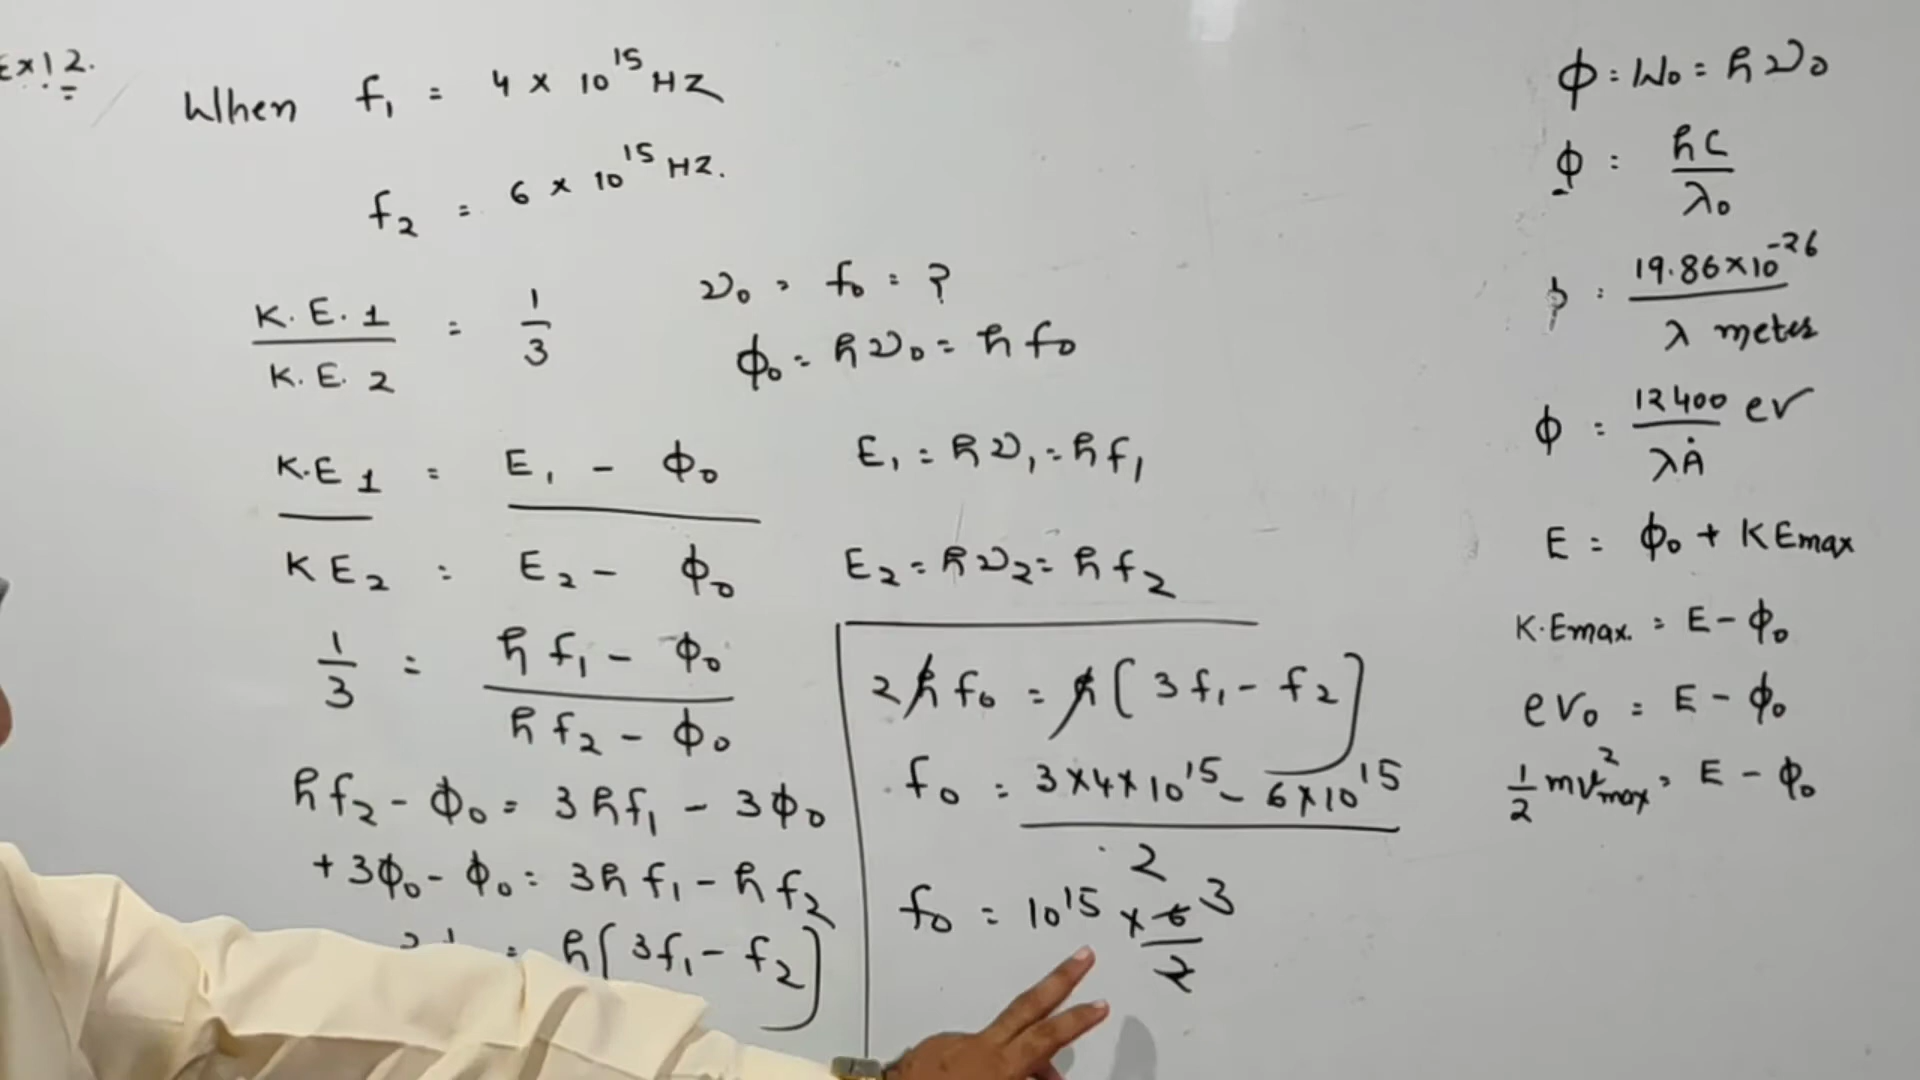 Ex12.
When f₁ = 4 × 10¹⁵ HZ
f₂ = 6 × 10¹⁵ HZ.
K.E.1 / K.E.2 = 1/3
ν₀ = f₀ = ?
ϕ₀ = hν₀ = hf₀
K.E1 = E₁ - ϕ₀
KE₂ = E₂ - ϕ₀
E₁ = hν₁ = hf₁
E₂ = hν₂ = hf₂
1/3 = hf₁ - ϕ₀ / hf₂ - ϕ₀
hf₂ - ϕ₀ = 3hf₁ - 3ϕ₀
+3ϕ₀ - ϕ₀ = 3hf₁ - hf₂
= h[3f₁ - f₂]
2hf₀ = h[3f₁ - f₂]
f₀ = 3×4×10¹⁵ - 6×10¹⁵ / 2
f₀ = 10¹⁵ × 6 3 / 2
ϕ = W₀ = hν₀
ϕ = hc / λ₀
ϕ = 19.86×10⁻²⁶ / λ meter
ϕ = 12400 / λÅ ev
E = ϕ₀ + KEmax
K.Emax. = E - ϕ₀
ev₀ = E - ϕ₀
1/2 mv²max = E - ϕ₀